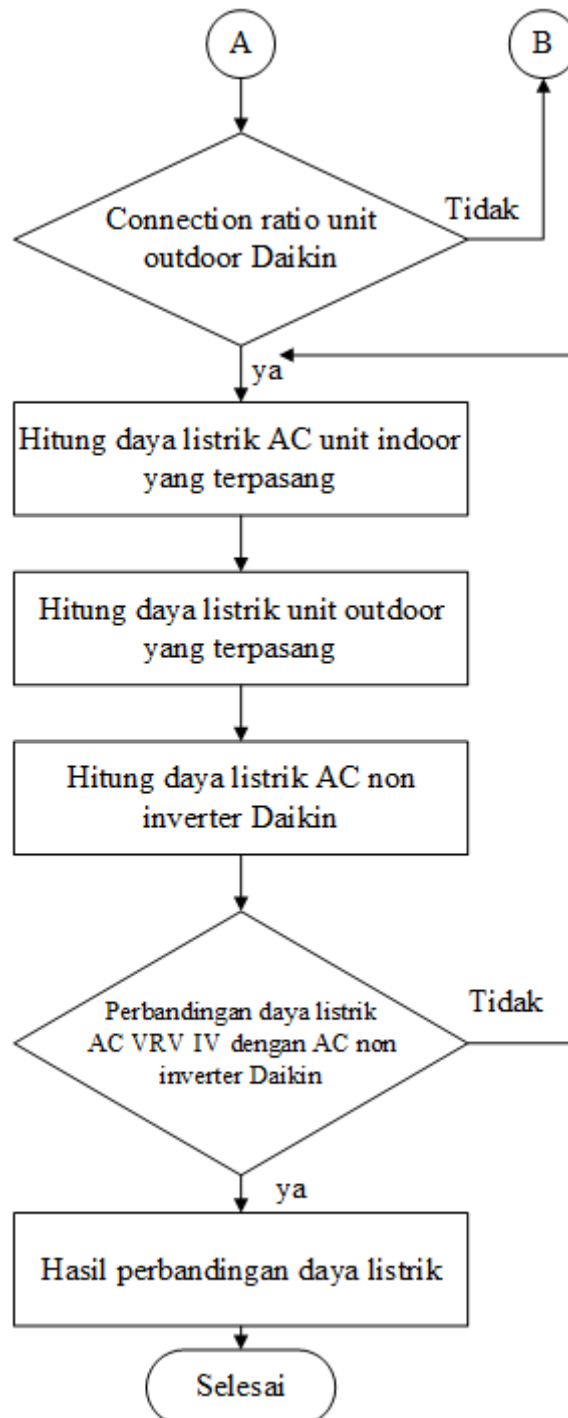 A
B
Connection ratio unit
outdoor Daikin
Tidak
ya
Hitung daya listrik AC unit indoor
yang terpasang
Hitung daya listrik unit outdoor
yang terpasang
Hitung daya listrik AC non
inverter Daikin
Perbandingan daya listrik
AC VRV IV dengan AC non
inverter Daikin
Tidak
ya
Hasil perbandingan daya listrik
Selesai